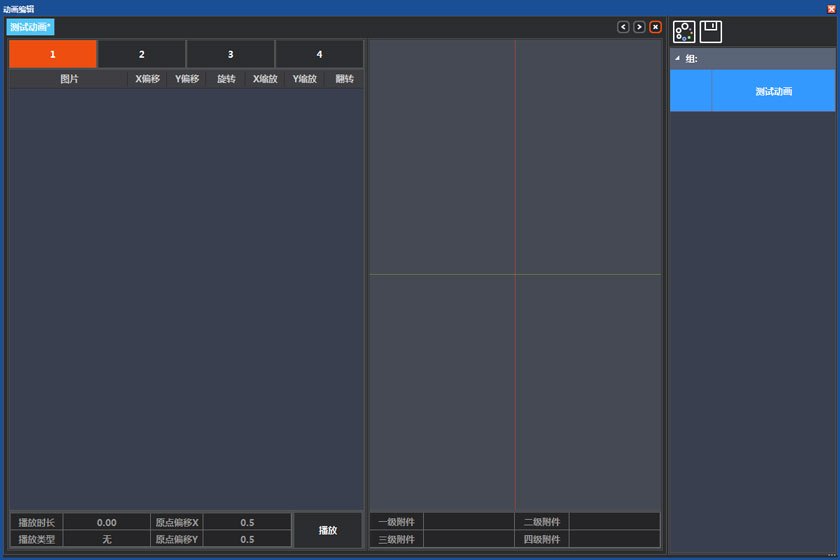 动画编辑
测试动画*
1 2 3 4
图片 X偏移 Y偏移 旋转 X缩放 Y缩放 翻转
组:
测试动画
播放时长 0.00 原点偏移X 0.5
播放类型 无 原点偏移Y 0.5
播放
一级附件 二级附件
三级附件 四级附件